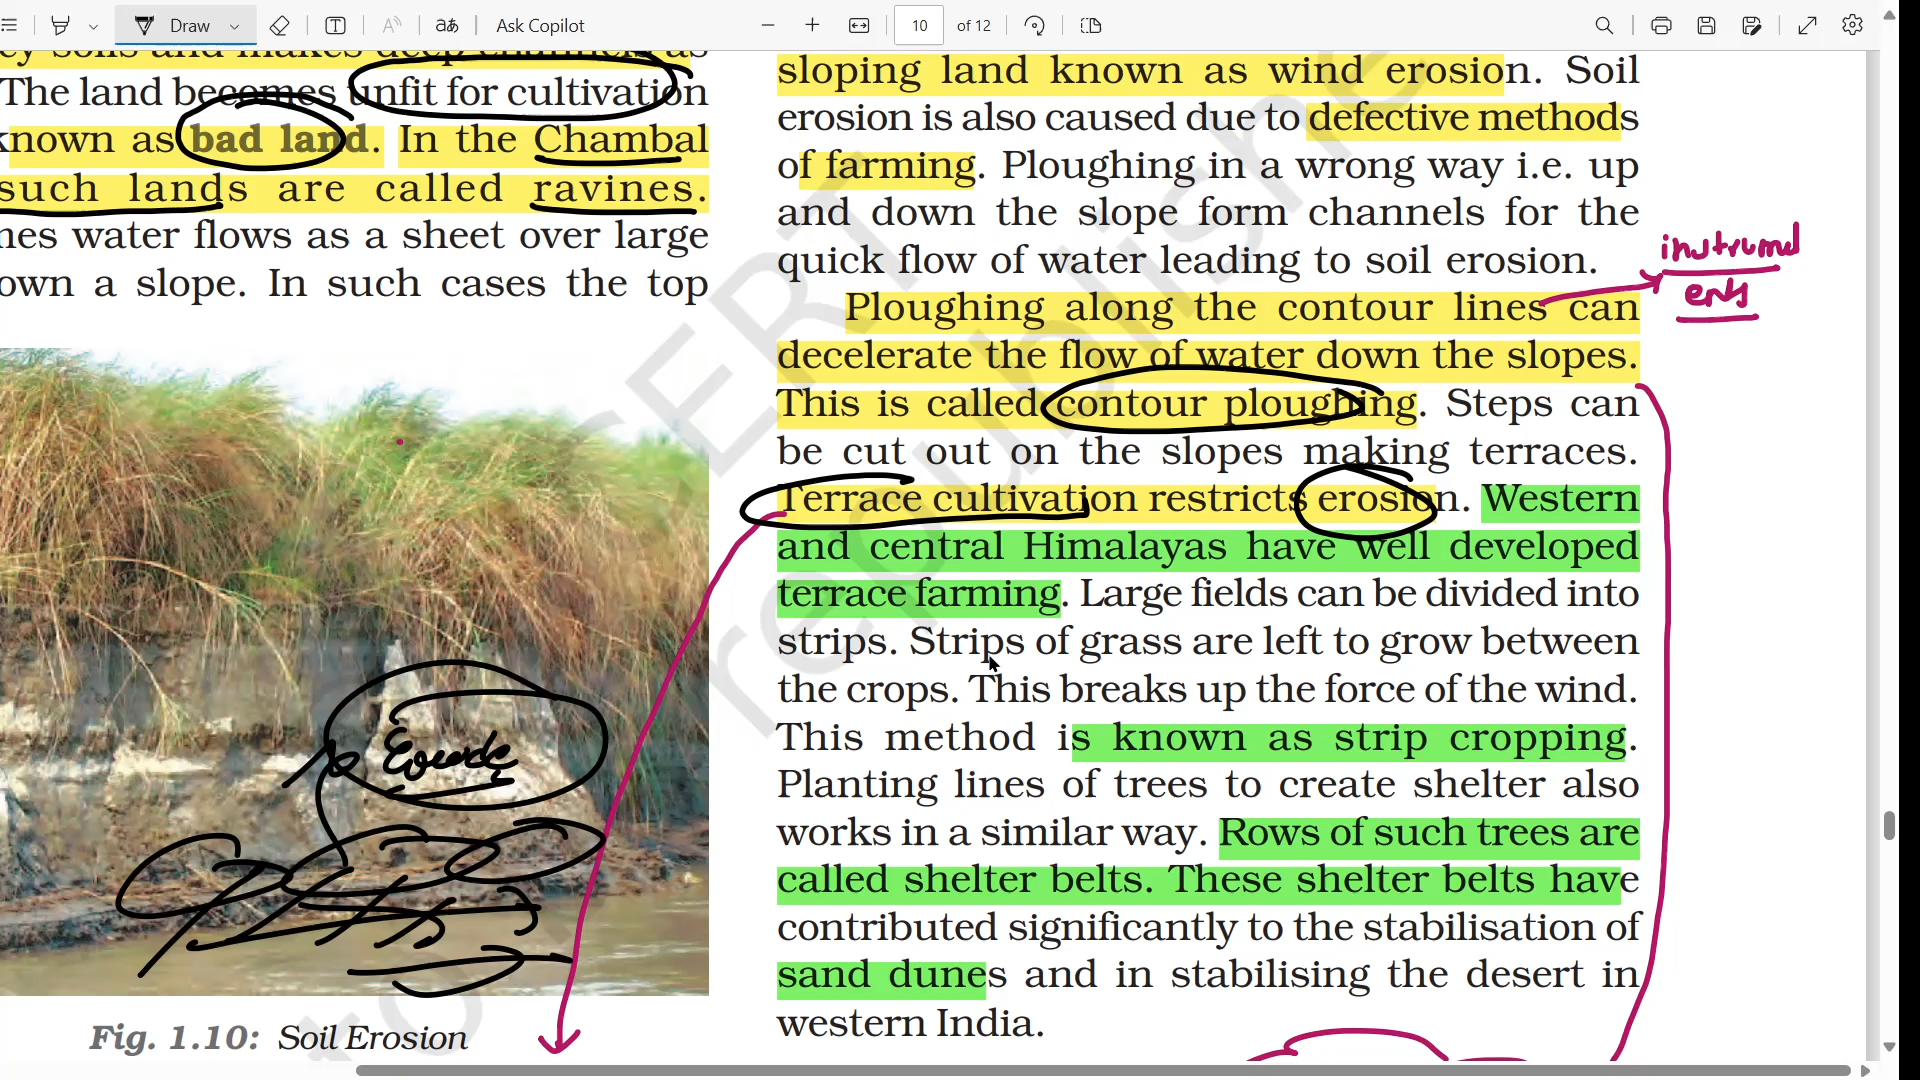 Draw
Ask Copilot
10 of 12
The land becomes unfit for cultivation
known as bad land. In the Chambal
such lands are called ravines.
mes water flows as a sheet over large
own a slope. In such cases the top
Fig. 1.10: Soil Erosion
sloping land known as wind erosion. Soil
erosion is also caused due to defective methods
of farming. Ploughing in a wrong way i.e. up
and down the slope form channels for the
quick flow of water leading to soil erosion.
Ploughing along the contour lines can
decelerate the flow of water down the slopes.
This is called contour ploughing. Steps can
be cut out on the slopes making terraces.
Terrace cultivation restricts erosion. Western
and central Himalayas have well developed
terrace farming. Large fields can be divided into
strips. Strips of grass are left to grow between
the crops. This breaks up the force of the wind.
This method is known as strip cropping.
Planting lines of trees to create shelter also
works in a similar way. Rows of such trees are
called shelter belts. These shelter belts have
contributed significantly to the stabilisation of
sand dunes and in stabilising the desert in
western India.